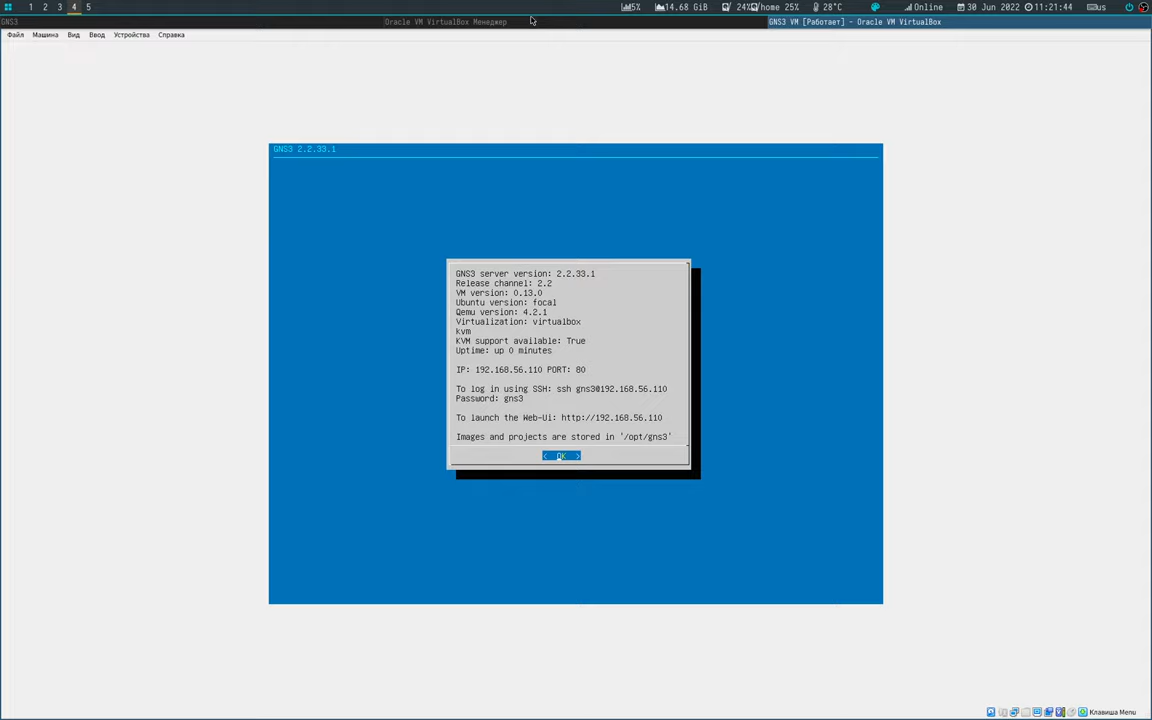 1 2 3 4 5 5% 14.68 GiB 24% /home 25% 28°C Online 30 Jun 2022 11:21:44 us
GNS3 Oracle VM VirtualBox Менеджер GNS3 VM [Работает] - Oracle VM VirtualBox
Файл Машина Вид Ввод Устройства Справка
GNS3 2.2.33.1
GNS3 server version: 2.2.33.1
Release channel: 2.2
VM version: 0.13.0
Ubuntu version: focal
Qemu version: 4.2.1
Virtualization: virtualbox
kvm
KVM support available: True
Uptime: up 0 minutes
IP: 192.168.56.110 PORT: 80
To log in using SSH: ssh gns3@192.168.56.110
Password: gns3
To launch the Web-Ui: http://192.168.56.110
Images and projects are stored in '/opt/gns3'
< OK >
Клавиша Menu